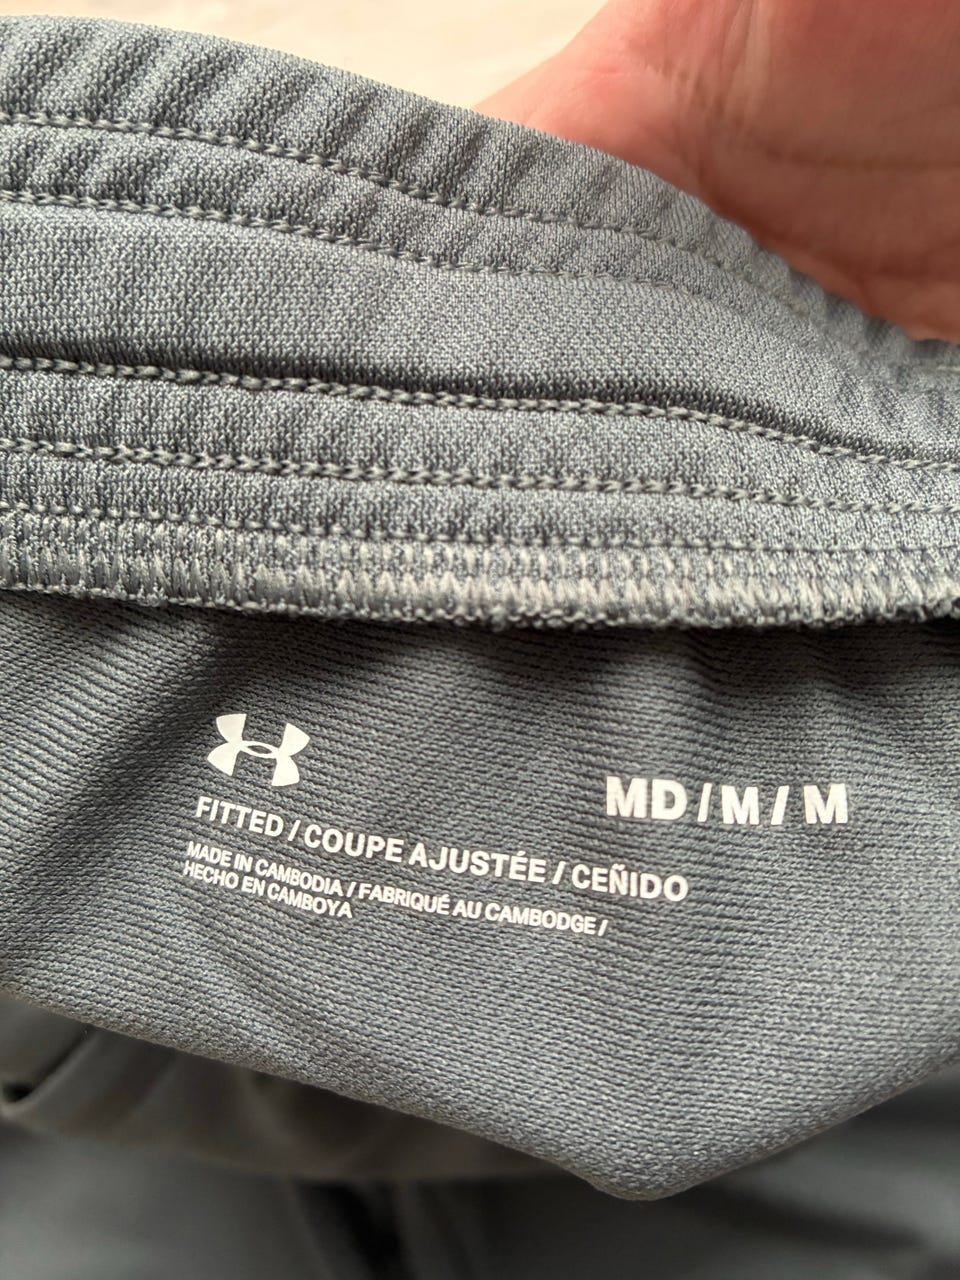 MD / M / M
FITTED / COUPE AJUSTÉE / CEÑIDO
MADE IN CAMBODIA / FABRIQUÉ AU CAMBODGE /
HECHO EN CAMBOYA